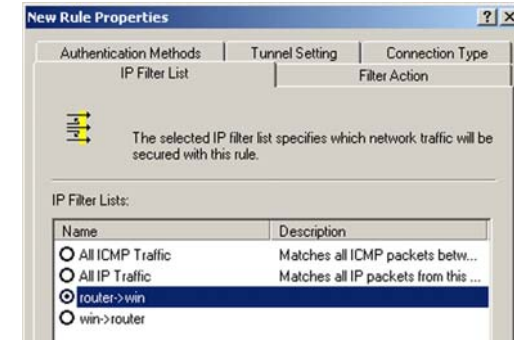 New Rule Properties
Authentication Methods Tunnel Setting Connection Type
IP Filter List Filter Action
The selected IP filter list specifies which network traffic will be
secured with this rule.
IP Filter Lists:
Name Description
All ICMP Traffic Matches all ICMP packets betw...
All IP Traffic Matches all IP packets from this ...
router->win
win->router